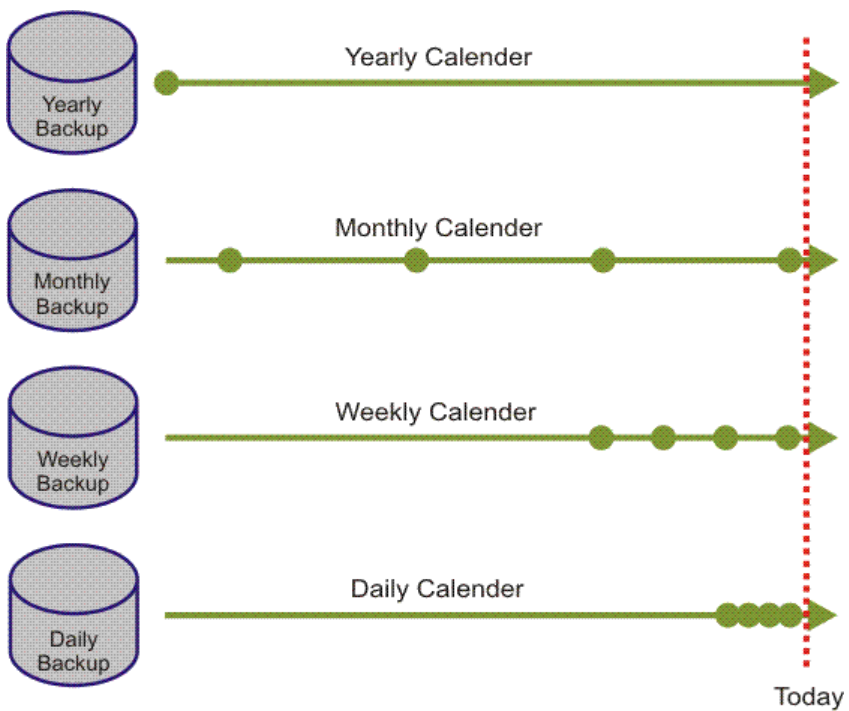 Yearly Calender
Yearly
Backup
Monthly Calender
Monthly
Backup
Weekly Calender
Weekly
Backup
Daily Calender
Daily
Backup
Today